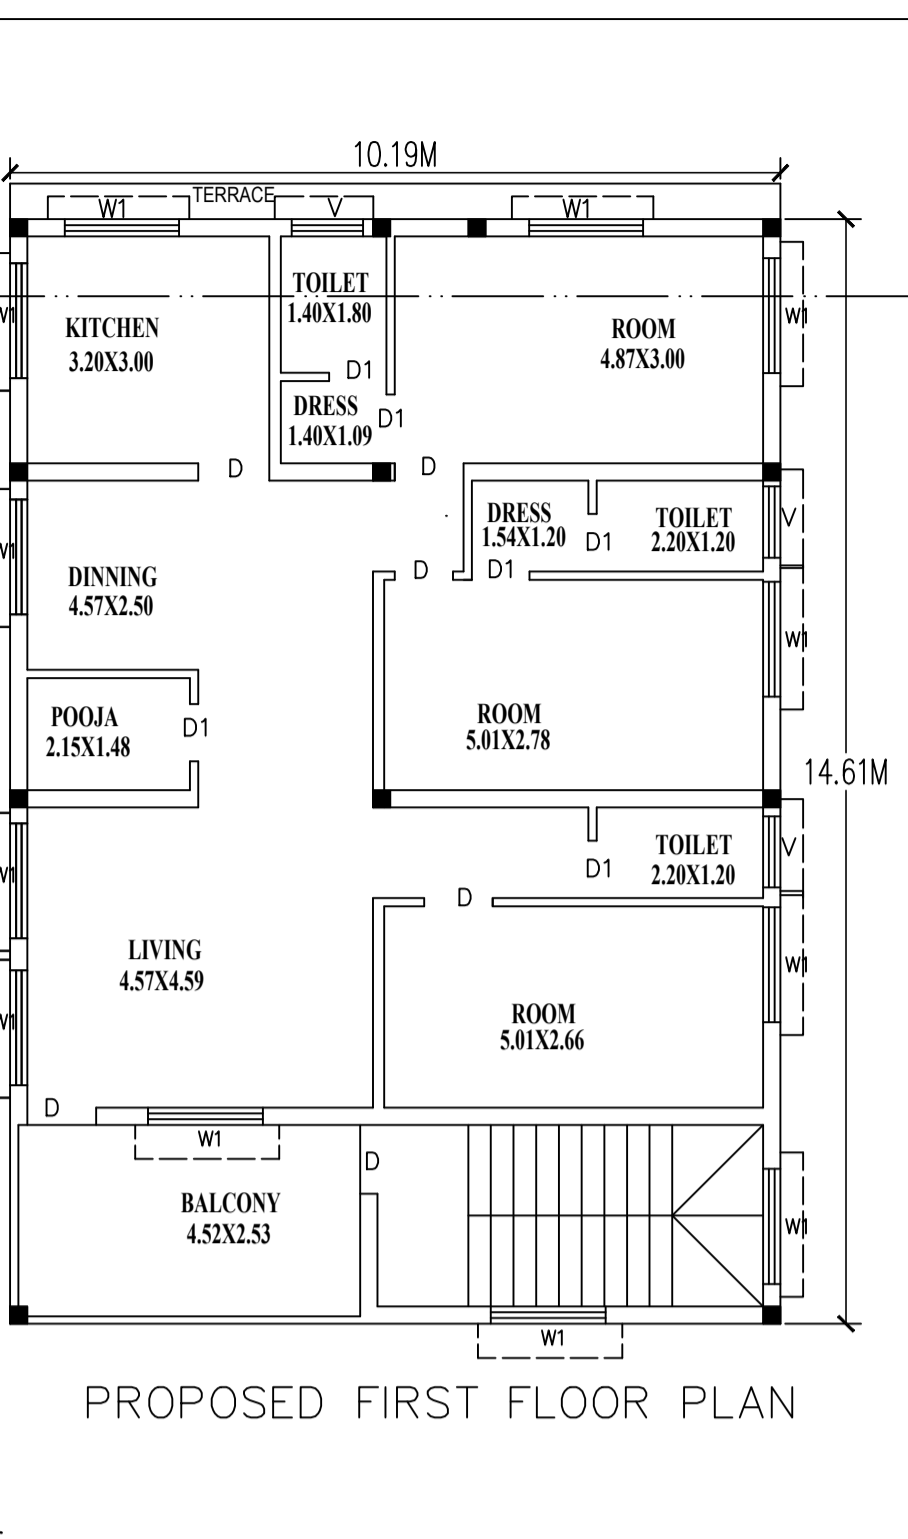 10.19M
TERRACE
W1
V
W1
TOILET
1.40X1.80
KITCHEN
3.20X3.00
ROOM
4.87X3.00
W1
W1
D1
DRESS
1.40X1.09
D1
D
D
DRESS
1.54X1.20
D1
TOILET
2.20X1.20
V
W1
D
D1
DINNING
4.57X2.50
W1
POOJA
2.15X1.48
D1
ROOM
5.01X2.78
14.61M
TOILET
2.20X1.20
D1
V
W1
D
LIVING
4.57X4.59
W1
ROOM
5.01X2.66
W1
D
W1
D
BALCONY
4.52X2.53
W1
W1
PROPOSED FIRST FLOOR PLAN